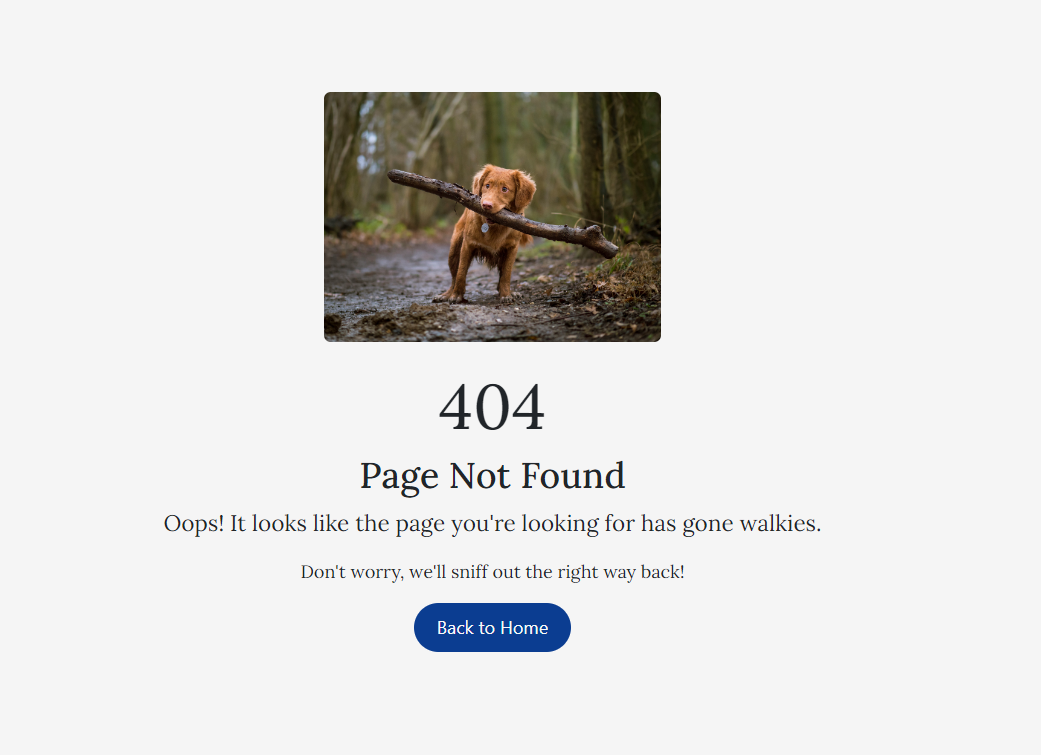 404
Page Not Found
Oops! It looks like the page you're looking for has gone walkies.
Don't worry, we'll sniff out the right way back!
Back to Home